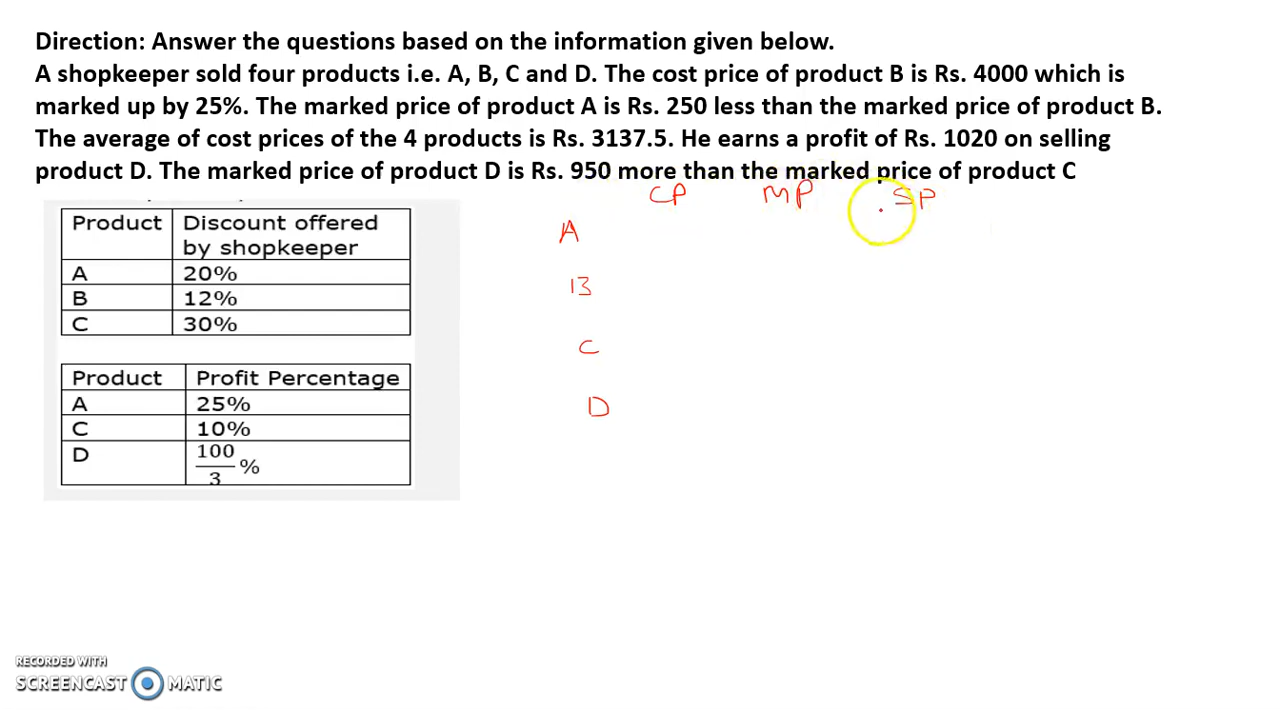 Direction: Answer the questions based on the information given below.
A shopkeeper sold four products i.e. A, B, C and D. The cost price of product B is Rs. 4000 which is
marked up by 25%. The marked price of product A is Rs. 250 less than the marked price of product B.
The average of cost prices of the 4 products is Rs. 3137.5. He earns a profit of Rs. 1020 on selling
product D. The marked price of product D is Rs. 950 more than the marked price of product C
CP MP SP
A
B
C
D
Product Discount offered
by shopkeeper
A 20%
B 12%
C 30%
Product Profit Percentage
A 25%
C 10%
D 100/3 %
RECORDED WITH
SCREENCAST MATIC